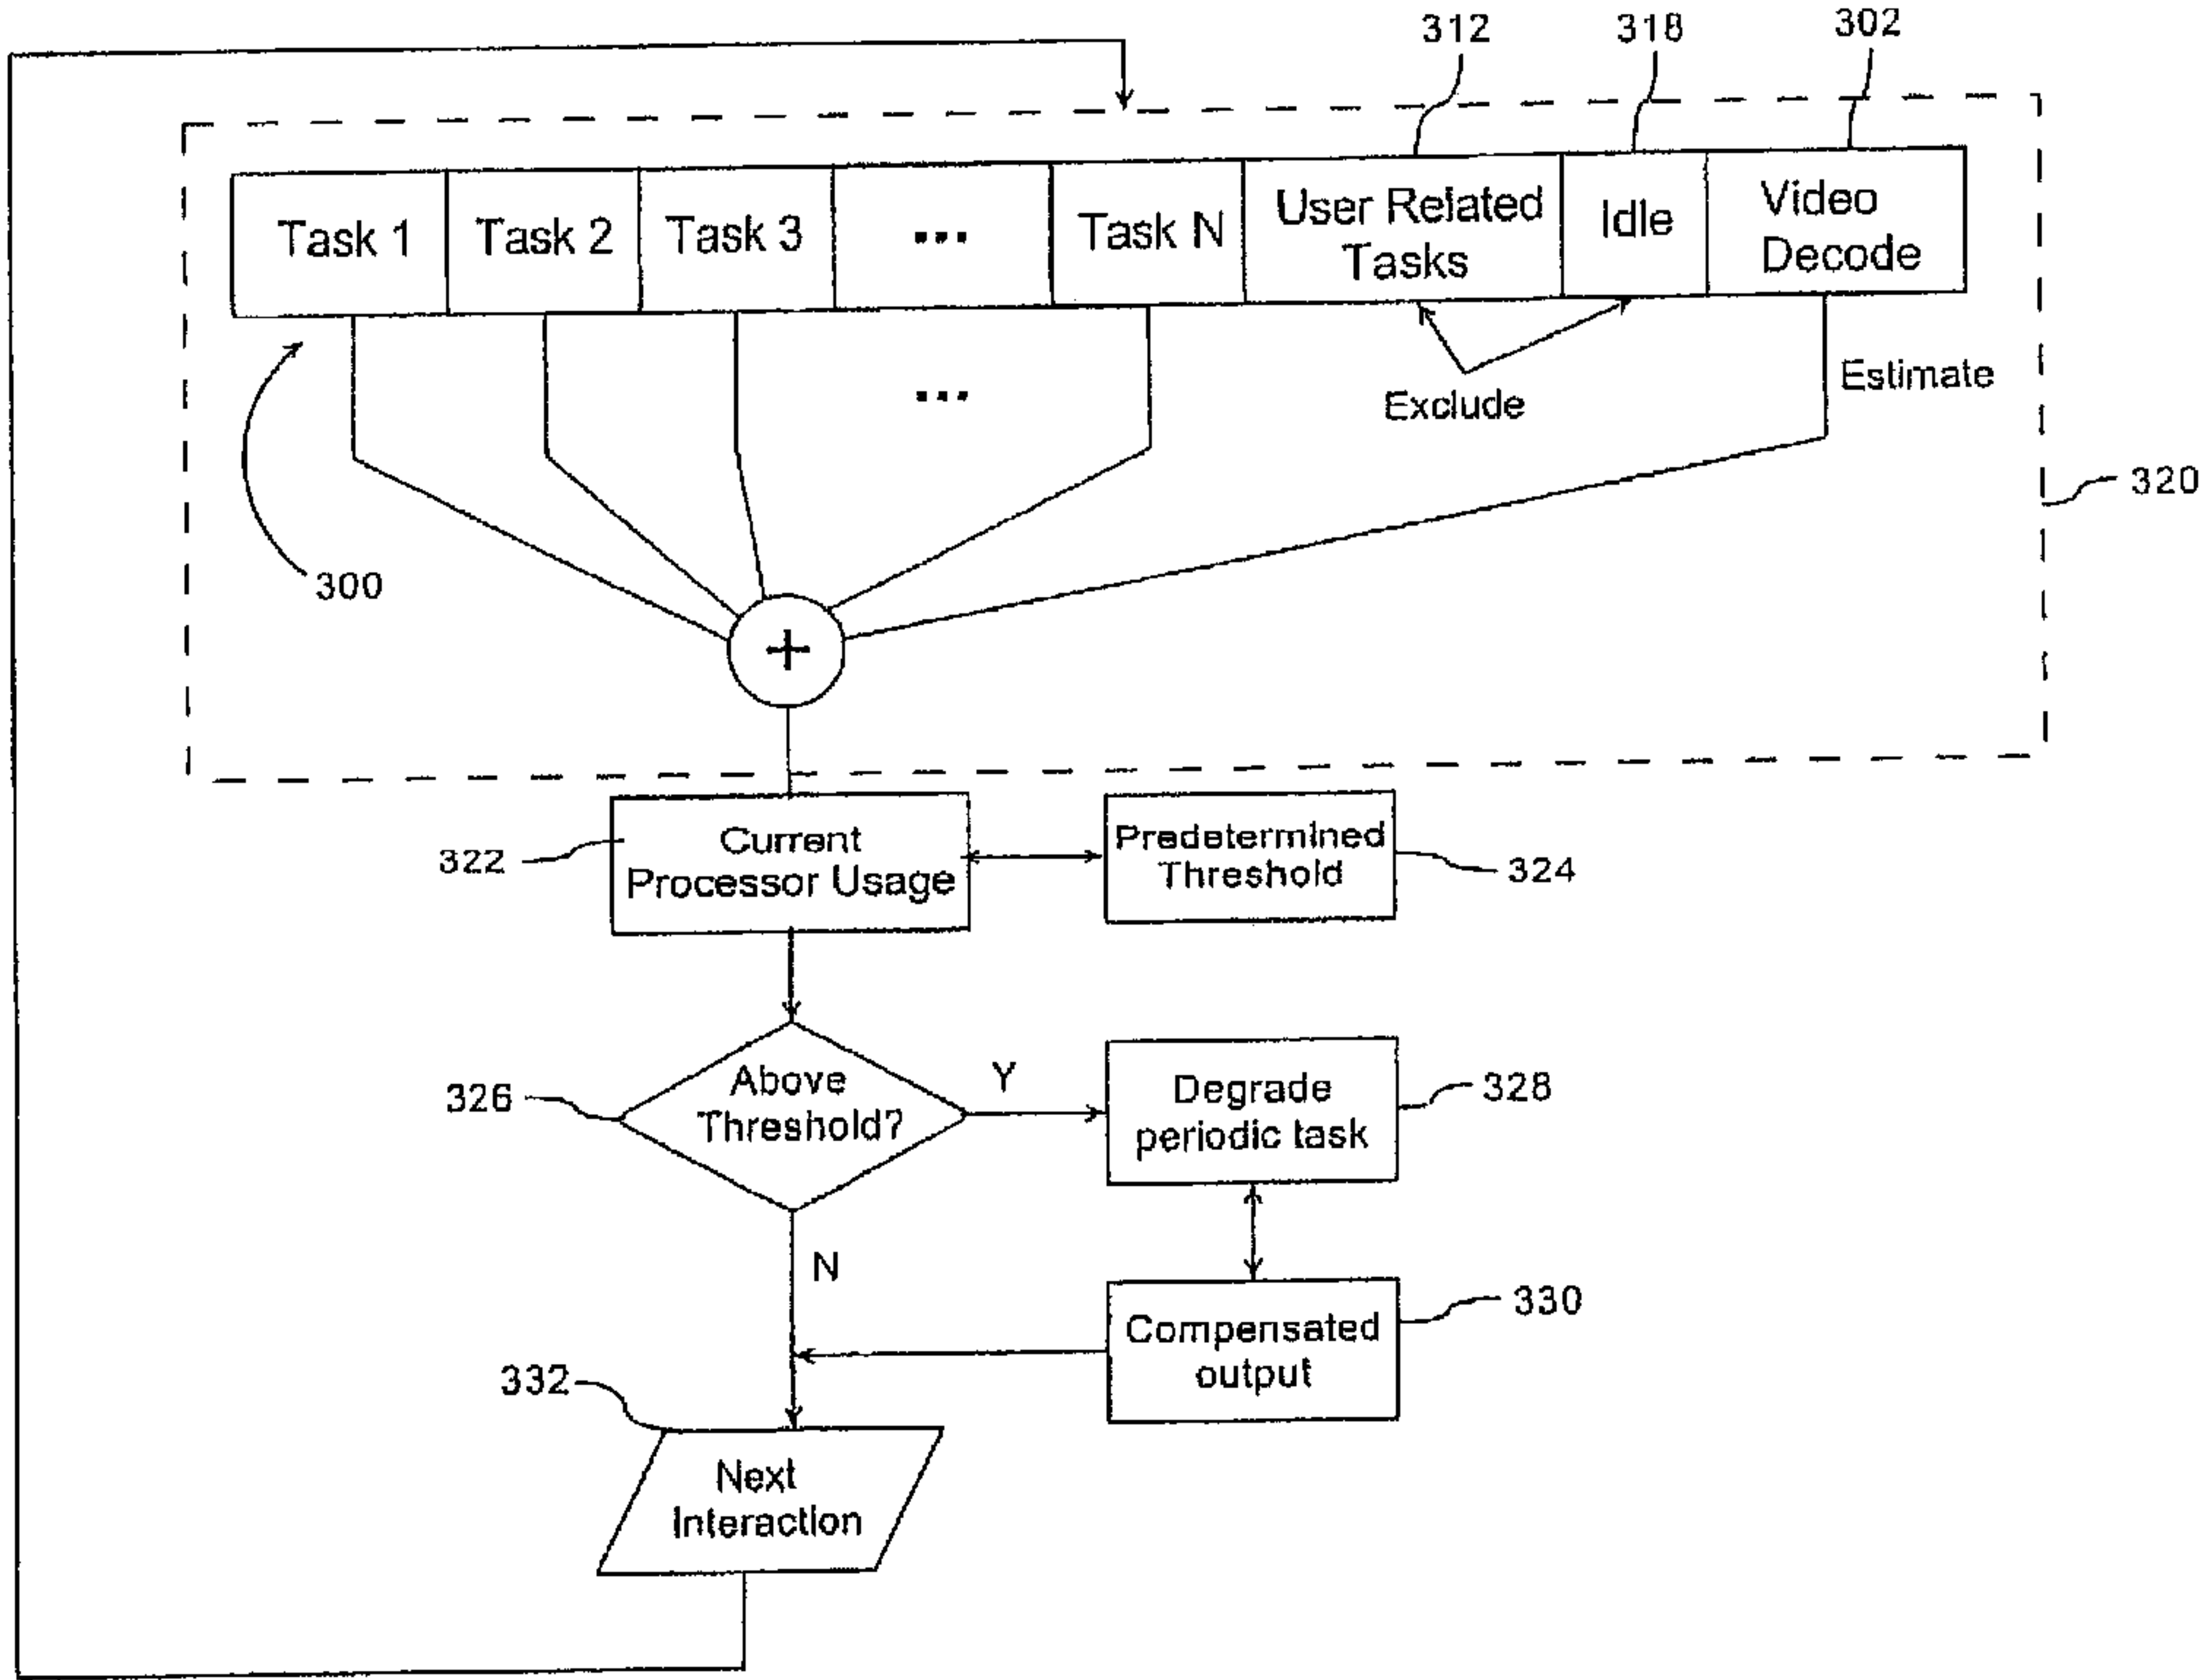 312
318
302
Task 1
Task 2
Task 3
...
Task N
User Related
Tasks
Idle
Video
Decode
...
Exclude
Estimate
320
300
+
322
Current
Processor Usage
Predetermined
Threshold
324
326
Above
Threshold?
Y
Degrade
periodic task
328
N
Compensated
output
330
332
Next
Interaction